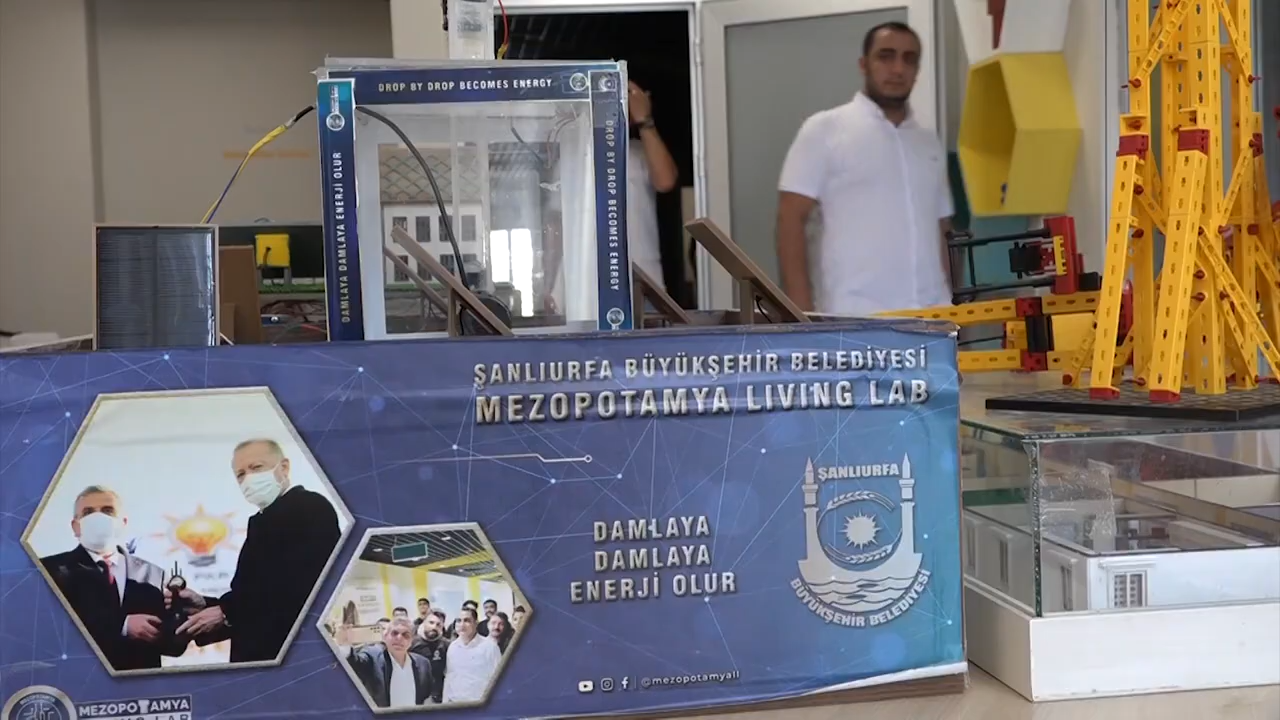 DROP BY DROP BECOMES ENERGY
DAMLAYA DAMLAYA ENERJİ OLUR
DROP BY DROP BECOMES ENERGY
ŞANLIURFA BÜYÜKŞEHİR BELEDİYESİ
MEZOPOTAMYA LIVING LAB
ŞANLIURFA
BÜYÜKŞEHİR BELEDİYESİ
DAMLAYA
DAMLAYA
ENERJİ OLUR
@mezopotamyall
MEZOPOTAMYA